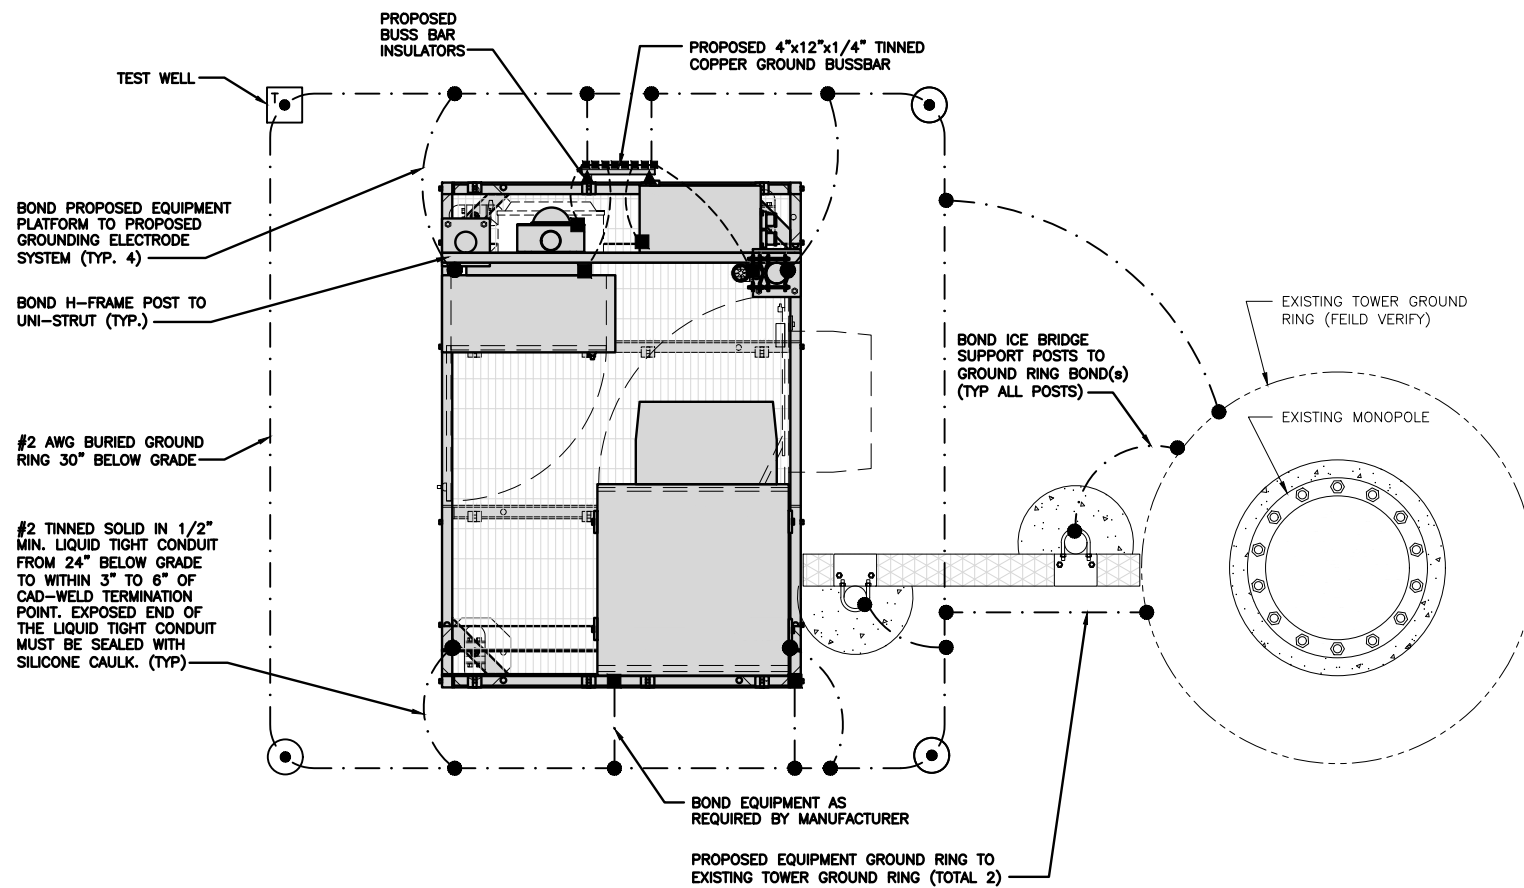 PROPOSED
BUSS BAR
INSULATORS
PROPOSED 4"x12"x1/4" TINNED
COPPER GROUND BUSSBAR
TEST WELL
T
BOND PROPOSED EQUIPMENT
PLATFORM TO PROPOSED
GROUNDING ELECTRODE
SYSTEM (TYP. 4)
BOND H-FRAME POST TO
UNI-STRUT (TYP.)
EXISTING TOWER GROUND
RING (FEILD VERIFY)
BOND ICE BRIDGE
SUPPORT POSTS TO
GROUND RING BOND(s)
(TYP ALL POSTS)
EXISTING MONOPOLE
#2 AWG BURIED GROUND
RING 30" BELOW GRADE
#2 TINNED SOLID IN 1/2"
MIN. LIQUID TIGHT CONDUIT
FROM 24" BELOW GRADE
TO WITHIN 3" TO 6" OF
CAD-WELD TERMINATION
POINT. EXPOSED END OF
THE LIQUID TIGHT CONDUIT
MUST BE SEALED WITH
SILICONE CAULK. (TYP)
BOND EQUIPMENT AS
REQUIRED BY MANUFACTURER
PROPOSED EQUIPMENT GROUND RING TO
EXISTING TOWER GROUND RING (TOTAL 2)